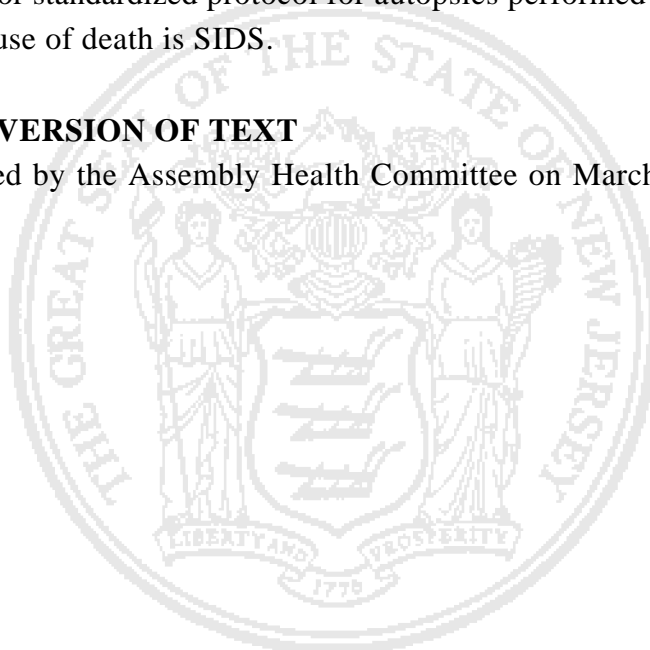 or standardized protocol for autopsies performed
use of death is SIDS.
VERSION OF TEXT
ed by the Assembly Health Committee on March
THE GREAT SEAL OF THE STATE OF NEW JERSEY
LIBERTY AND PROSPERITY
1776